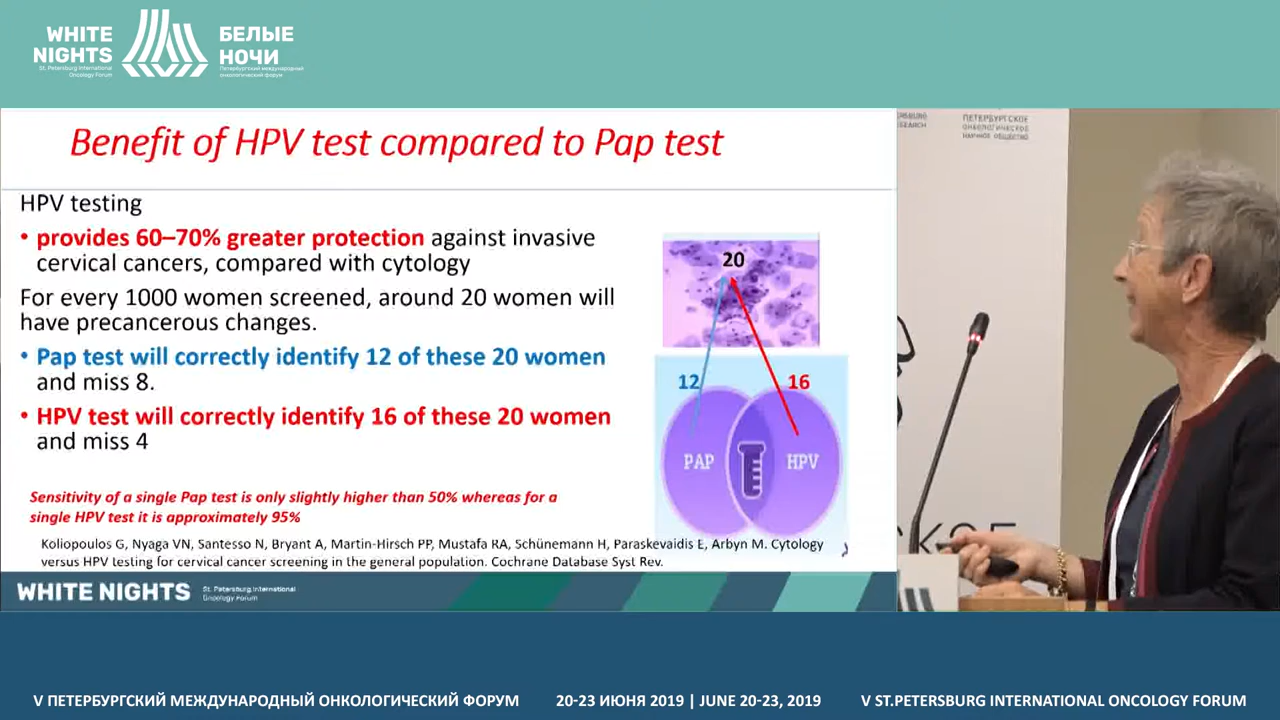 WHITE
NIGHTS
St. Petersburg International
Oncology Forum
БЕЛЫЕ
НОЧИ
Петербургский международный
онкологический форум
Benefit of HPV test compared to Pap test
HPV testing
• provides 60–70% greater protection against invasive
cervical cancers, compared with cytology
For every 1000 women screened, around 20 women will
have precancerous changes.
• Pap test will correctly identify 12 of these 20 women
and miss 8.
• HPV test will correctly identify 16 of these 20 women
and miss 4
20
12
16
PAP
HPV
Sensitivity of a single Pap test is only slightly higher than 50% whereas for a
single HPV test it is approximately 95%
Koliopoulos G, Nyaga VN, Santesso N, Bryant A, Martin-Hirsch PP, Mustafa RA, Schünemann H, Paraskevaidis E, Arbyn M. Cytology
versus HPV testing for cervical cancer screening in the general population. Cochrane Database Syst Rev.
WHITE NIGHTS
St. Petersburg International
Oncology Forum
ПЕТЕРБУРГСКОЕ
ОНКОЛОГИЧЕСКОЕ
НАУЧНОЕ ОБЩЕСТВО
V ПЕТЕРБУРГСКИЙ МЕЖДУНАРОДНЫЙ ОНКОЛОГИЧЕСКИЙ ФОРУМ
20-23 ИЮНЯ 2019 | JUNE 20-23, 2019
V ST.PETERSBURG INTERNATIONAL ONCOLOGY FORUM